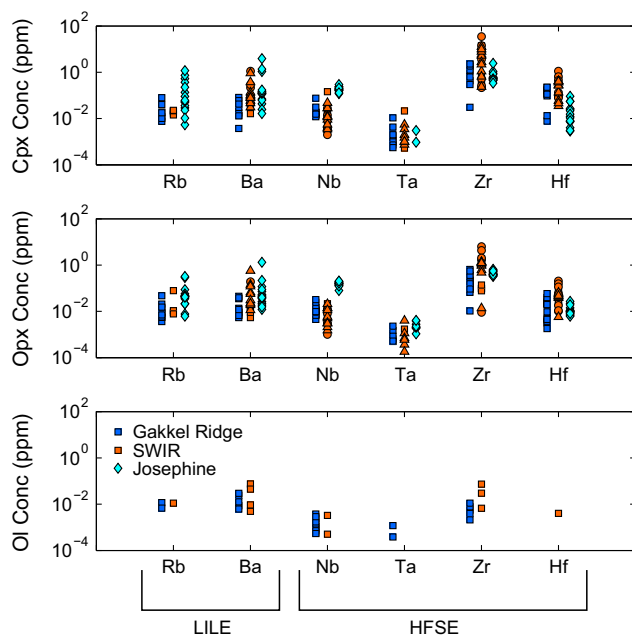 Cpx Conc (ppm)
10^2
10^0
10^-2
10^-4
Rb Ba Nb Ta Zr Hf
Opx Conc (ppm)
10^2
10^0
10^-2
10^-4
Rb Ba Nb Ta Zr Hf
Ol Conc (ppm)
10^2
10^0
10^-2
10^-4
Gakkel Ridge
SWIR
Josephine
Rb Ba Nb Ta Zr Hf
LILE HFSE